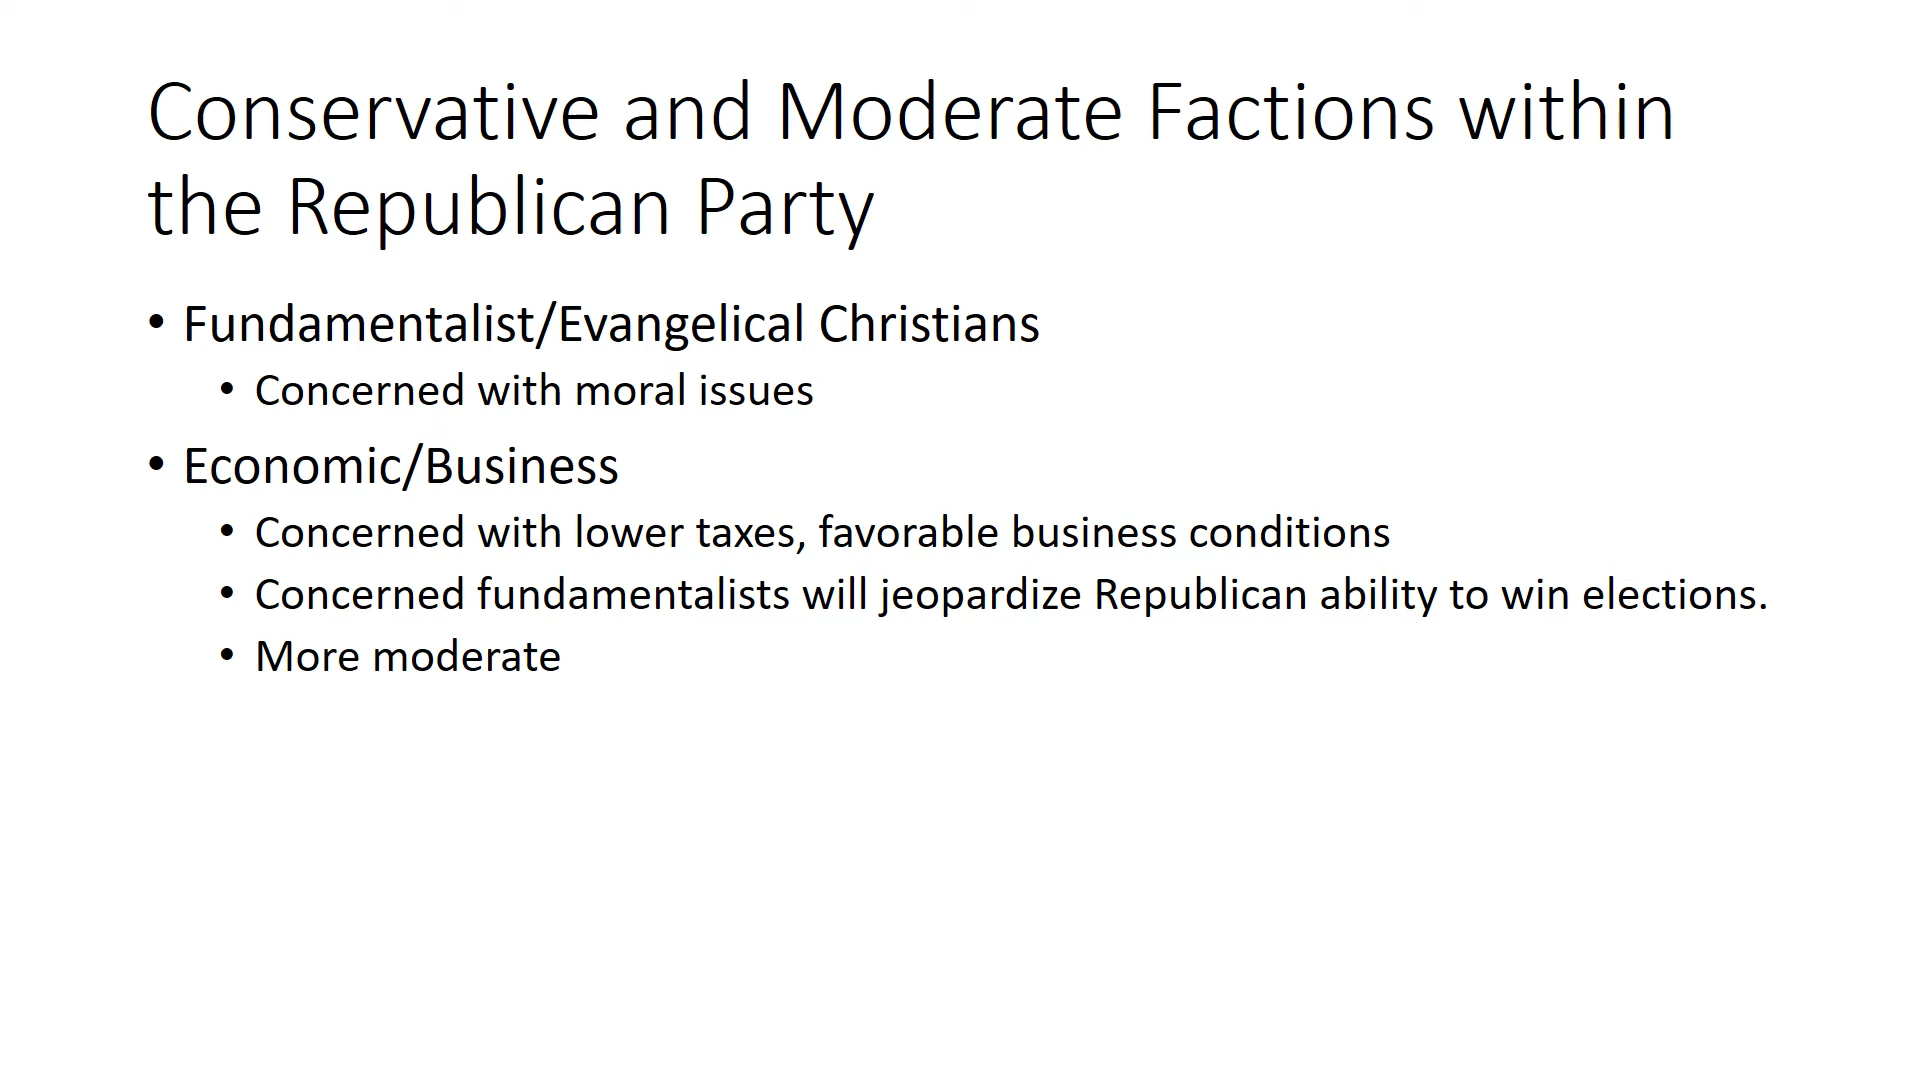 Conservative and Moderate Factions within
the Republican Party
• Fundamentalist/Evangelical Christians
• Concerned with moral issues
• Economic/Business
• Concerned with lower taxes, favorable business conditions
• Concerned fundamentalists will jeopardize Republican ability to win elections.
• More moderate